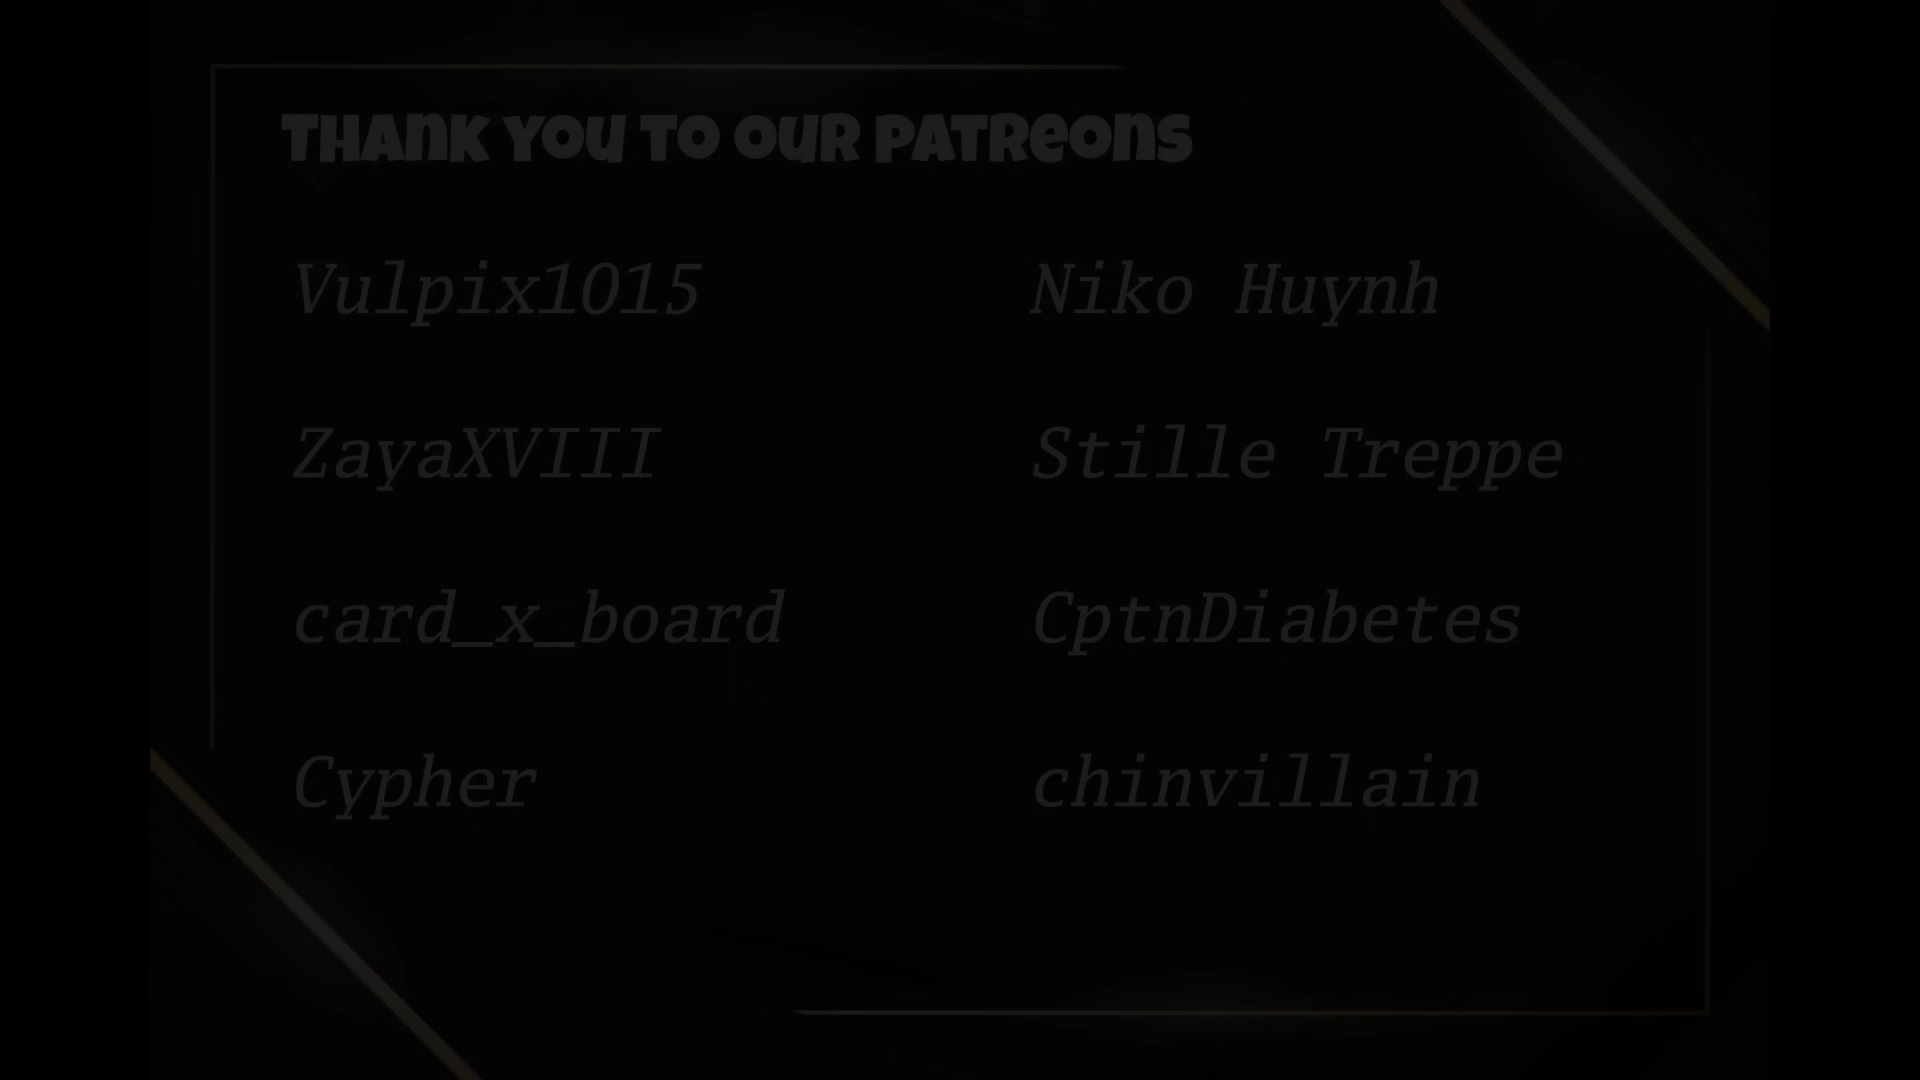 THANK YOU TO OUR PATREONS
Vulpix1015
Niko Huynh
ZayaXVIII
Stille Treppe
card_x_board
CptnDiabetes
Cypher
chinvillain